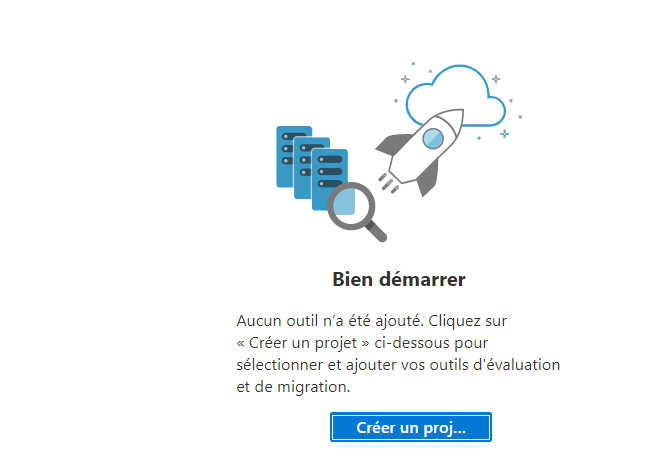 Bien démarrer
Aucun outil n’a été ajouté. Cliquez sur
« Créer un projet » ci-dessous pour
sélectionner et ajouter vos outils d'évaluation
et de migration.
Créer un proj...